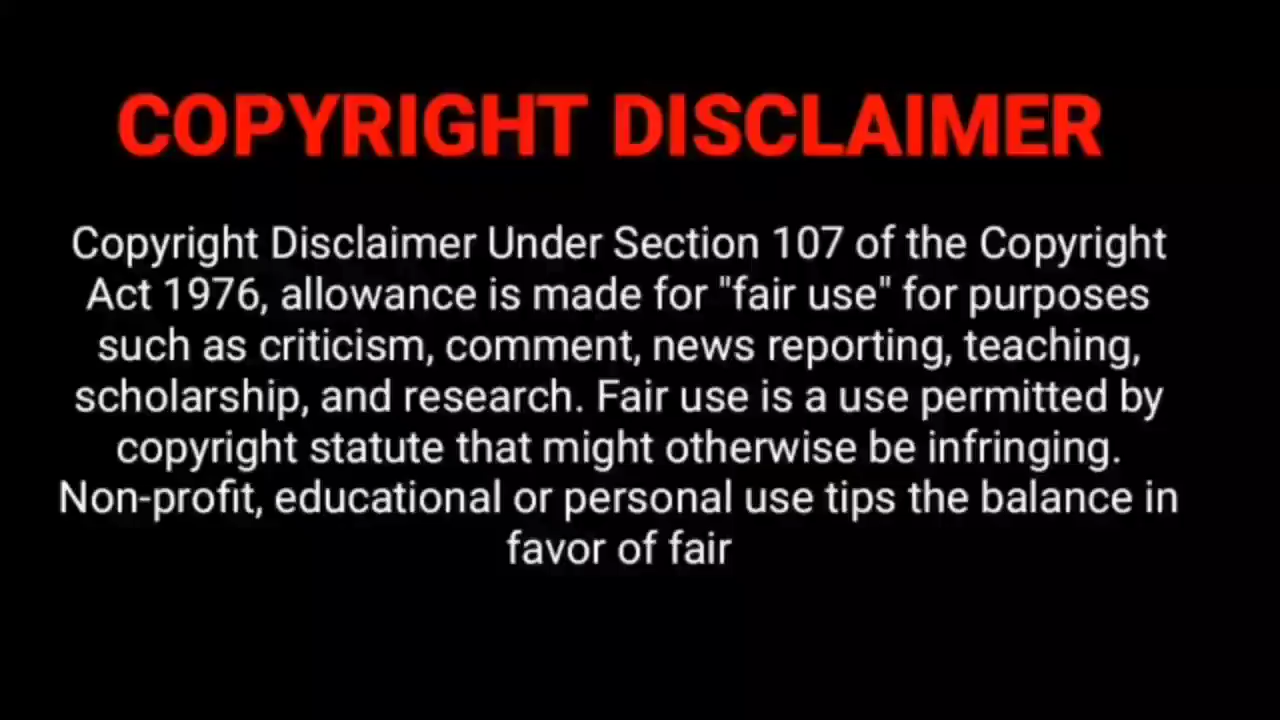 COPYRIGHT DISCLAIMER
Copyright Disclaimer Under Section 107 of the Copyright
Act 1976, allowance is made for "fair use" for purposes
such as criticism, comment, news reporting, teaching,
scholarship, and research. Fair use is a use permitted by
copyright statute that might otherwise be infringing.
Non-profit, educational or personal use tips the balance in
favor of fair